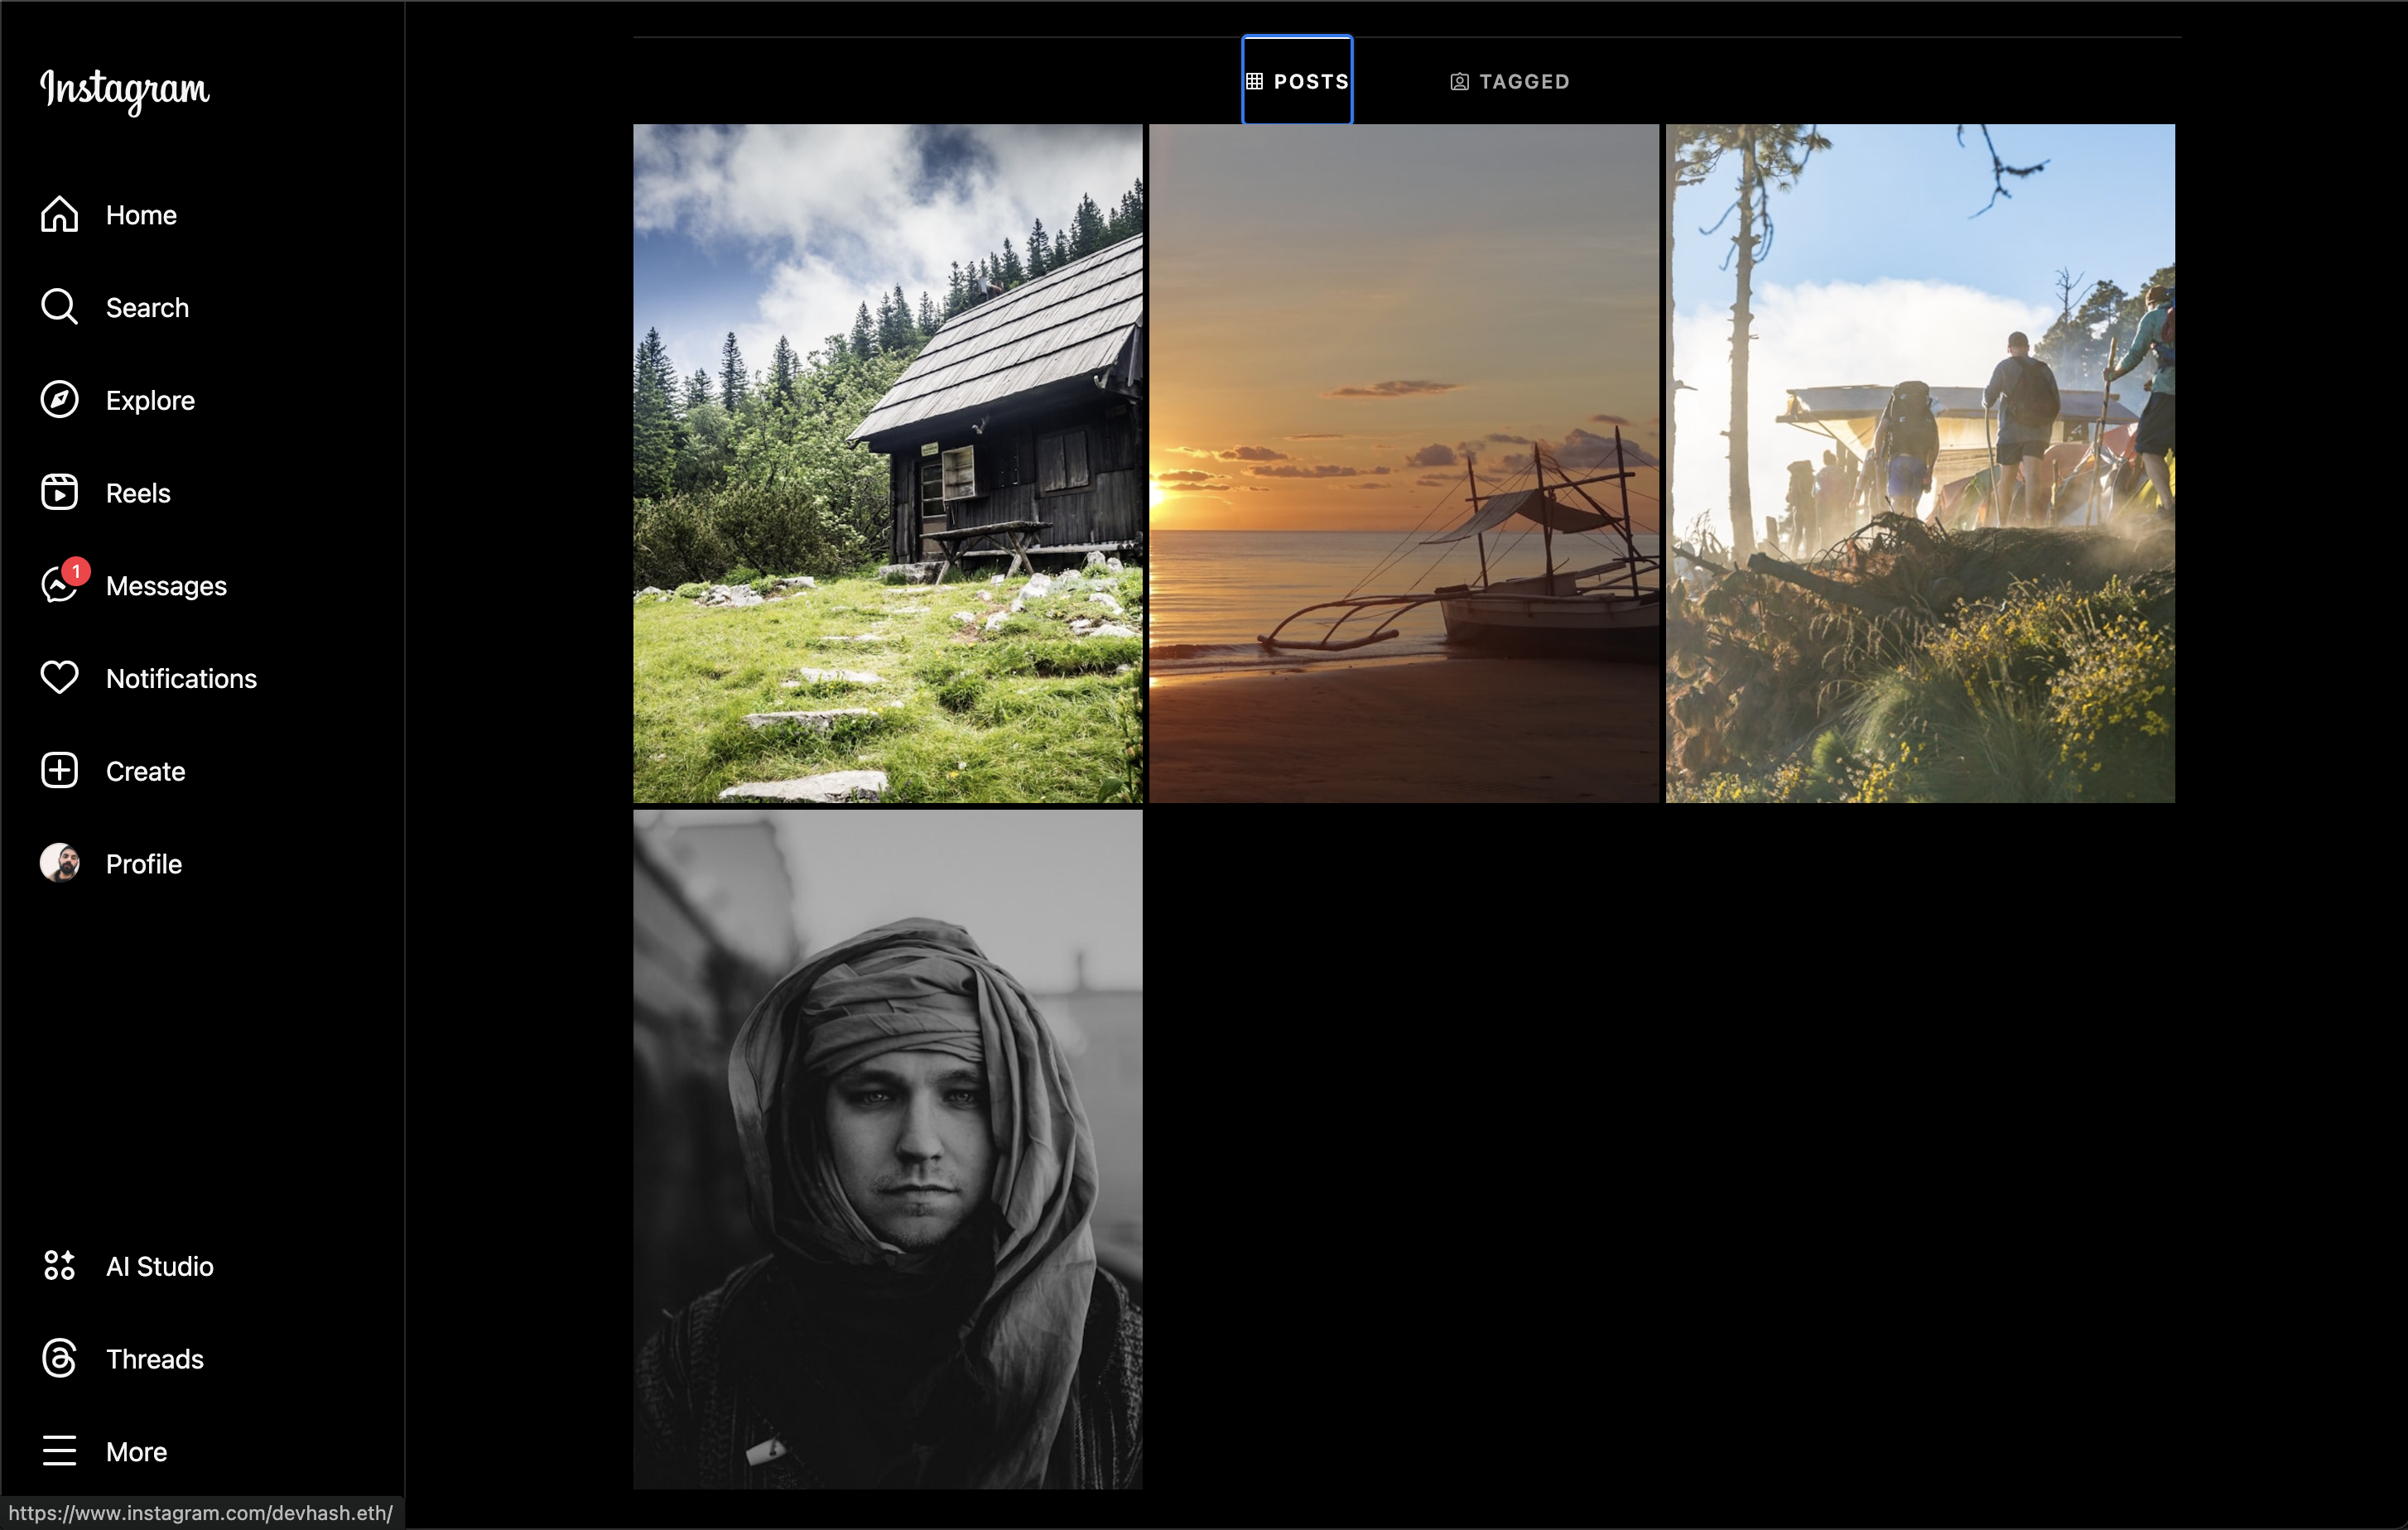 Instagram
Home
Search
Explore
Reels
1
Messages
Notifications
Create
Profile
AI Studio
Threads
More
POSTS
TAGGED
https://www.instagram.com/devhash.eth/